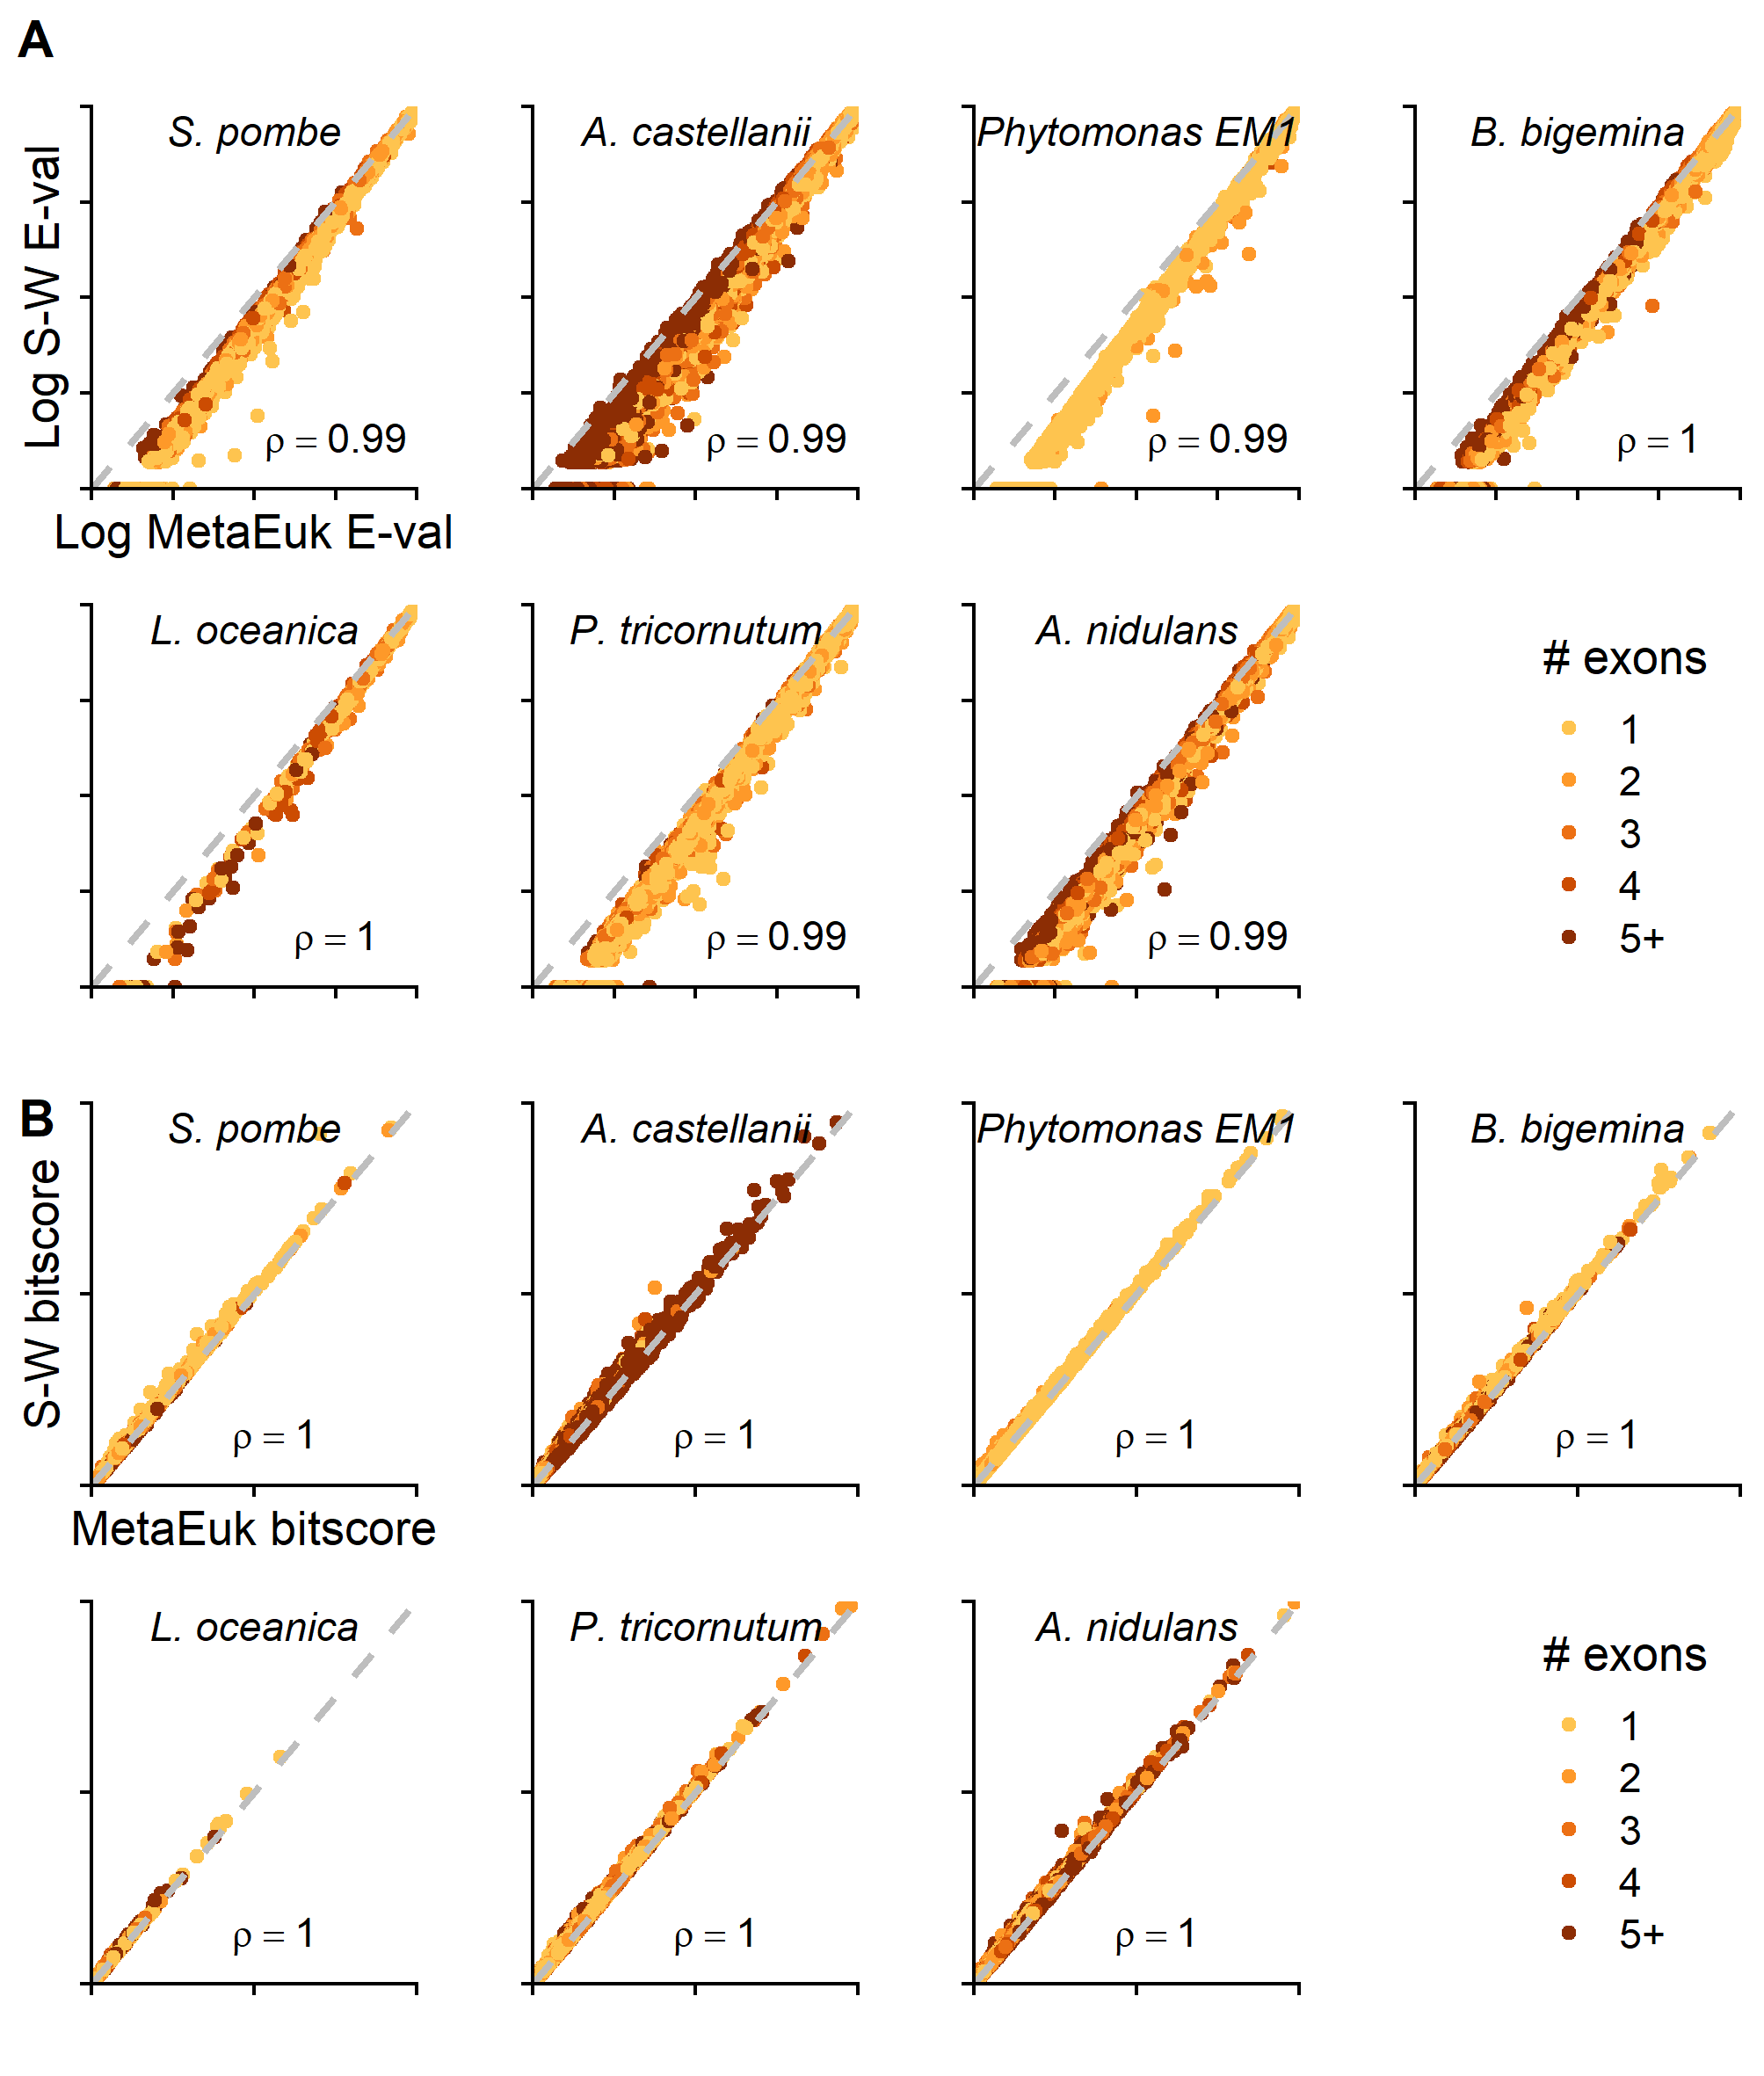 A
S. pombe
A. castellanii
Phytomonas EM1
B. bigemina
Log S-W E-val
ρ = 0.99
ρ = 0.99
ρ = 0.99
ρ = 1
Log MetaEuk E-val
L. oceanica
P. tricornutum
A. nidulans
# exons
1
2
3
4
5+
ρ = 1
ρ = 0.99
ρ = 0.99
B
S. pombe
A. castellanii
Phytomonas EM1
B. bigemina
S-W bitscore
ρ = 1
ρ = 1
ρ = 1
ρ = 1
MetaEuk bitscore
L. oceanica
P. tricornutum
A. nidulans
# exons
1
2
3
4
5+
ρ = 1
ρ = 1
ρ = 1